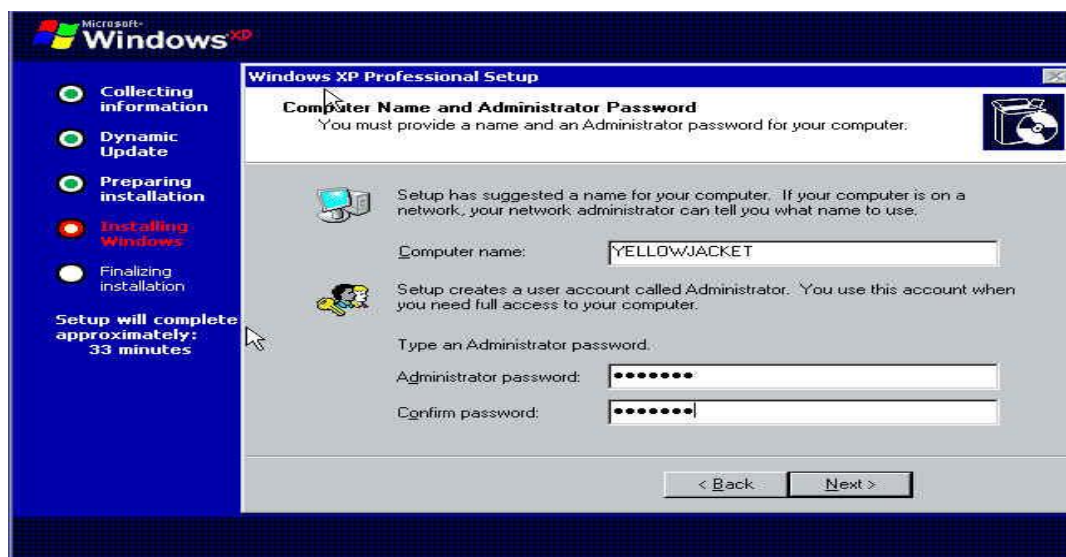 Microsoft
Windows XP
Collecting
information
Dynamic
Update
Preparing
installation
Installing
Windows
Finalizing
installation
Setup will complete
approximately:
33 minutes
Windows XP Professional Setup
Computer Name and Administrator Password
You must provide a name and an Administrator password for your computer.
Setup has suggested a name for your computer. If your computer is on a
network, your network administrator can tell you what name to use.
Computer name: YELLOWJACKET
Setup creates a user account called Administrator. You use this account when
you need full access to your computer.
Type an Administrator password.
Administrator password: •••••••
Confirm password: •••••••
< Back Next >